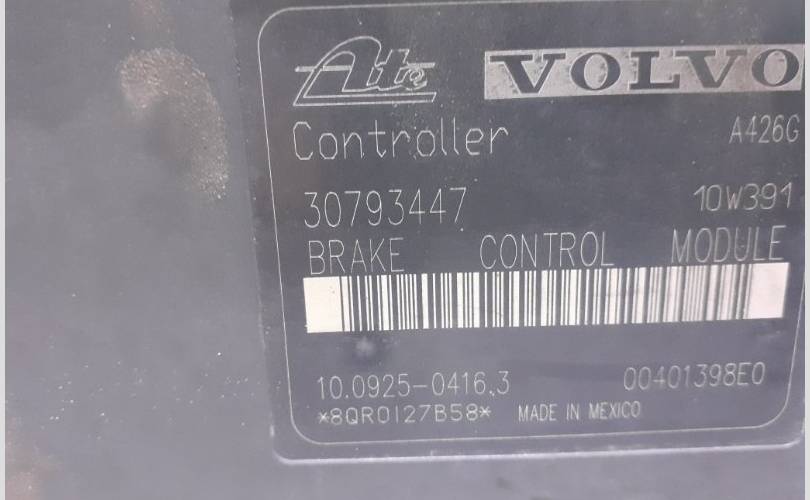 Ate VOLVO
Controller A426G
30793447 10W391
BRAKE CONTROL MODULE
10.0925-0416.3 00401398E0
*8QR0127B58* MADE IN MEXICO